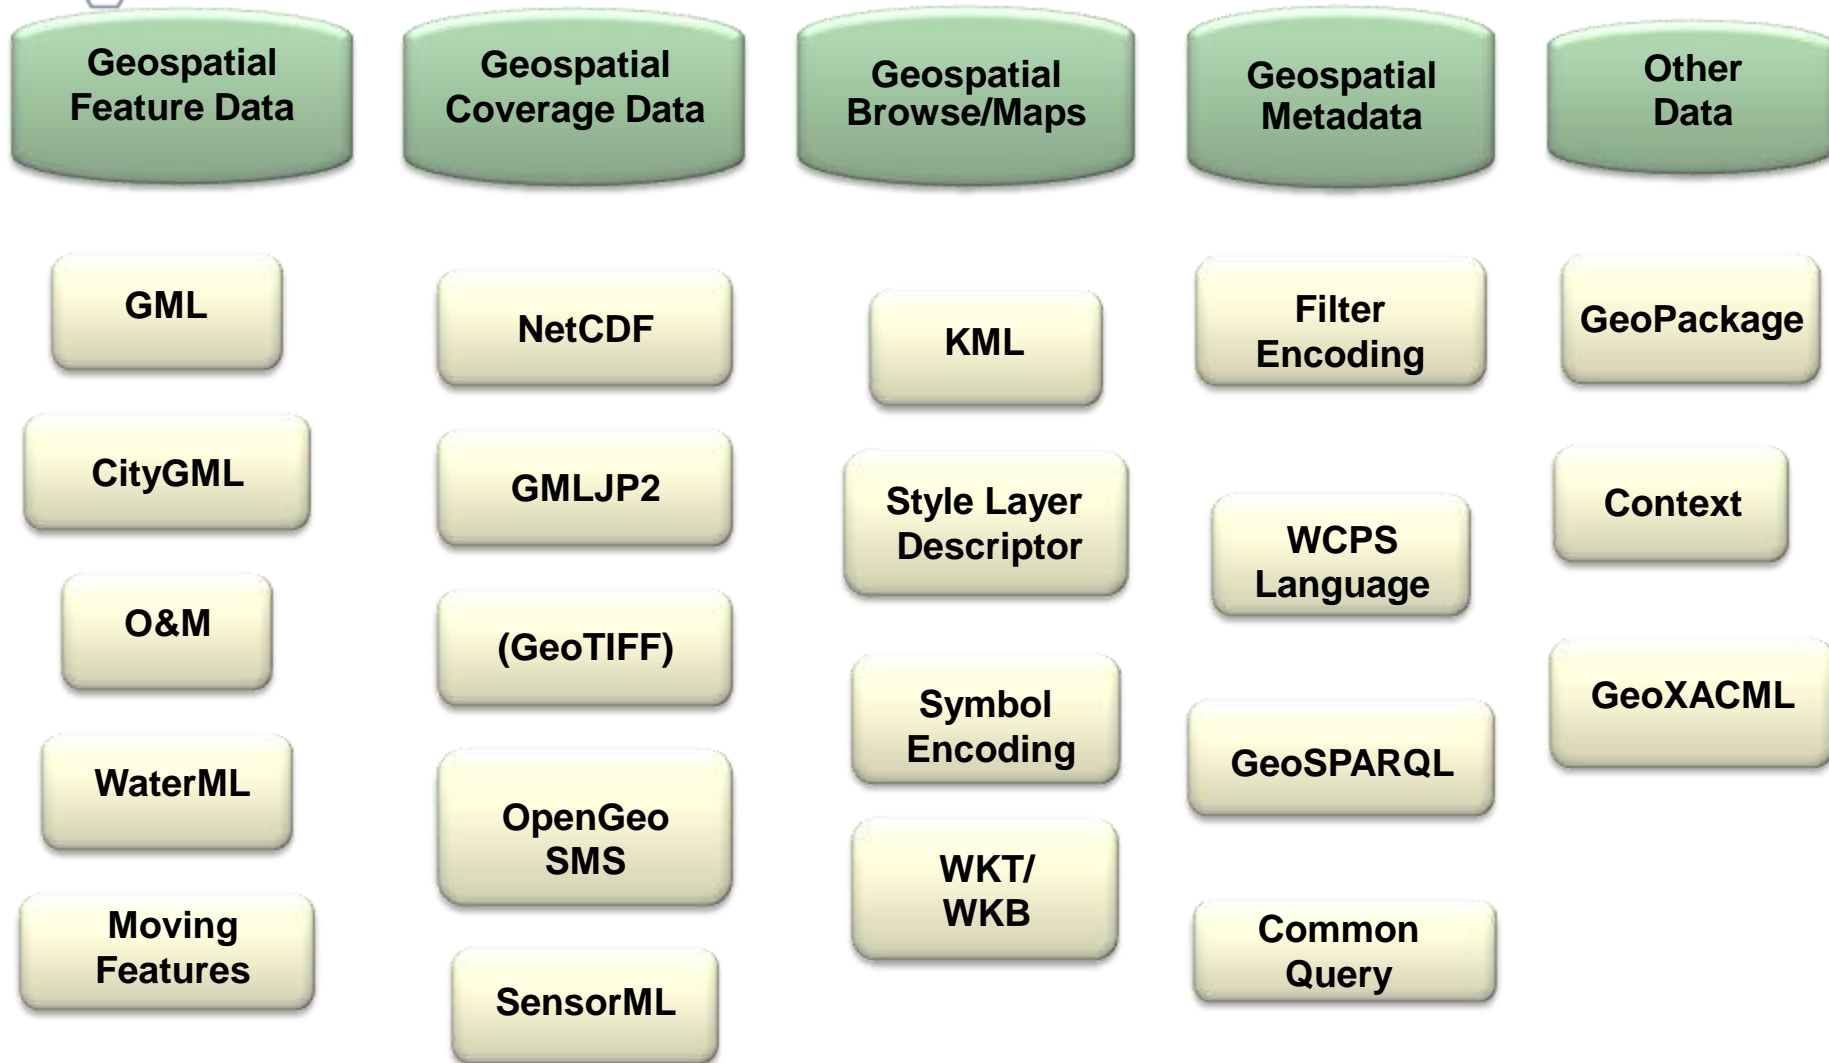 Geospatial
Feature Data
Geospatial
Coverage Data
Geospatial
Browse/Maps
Geospatial
Metadata
Other
Data
GML
CityGML
O&M
WaterML
Moving
Features
NetCDF
GMLJP2
(GeoTIFF)
OpenGeo
SMS
SensorML
KML
Style Layer
Descriptor
Symbol
Encoding
WKT/
WKB
Filter
Encoding
WCPS
Language
GeoSPARQL
Common
Query
GeoPackage
Context
GeoXACML